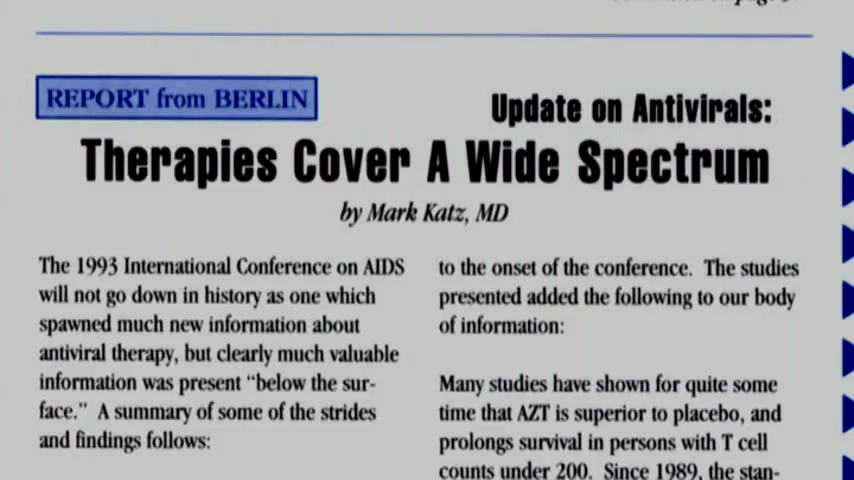 REPORT from BERLIN
Update on Antivirals:
Therapies Cover A Wide Spectrum
by Mark Katz, MD
The 1993 International Conference on AIDS
will not go down in history as one which
spawned much new information about
antiviral therapy, but clearly much valuable
information was present “below the sur-
face.” A summary of some of the strides
and findings follows:
to the onset of the conference. The studies
presented added the following to our body
of information:
Many studies have shown for quite some
time that AZT is superior to placebo, and
prolongs survival in persons with T cell
counts under 200. Since 1989, the stan-